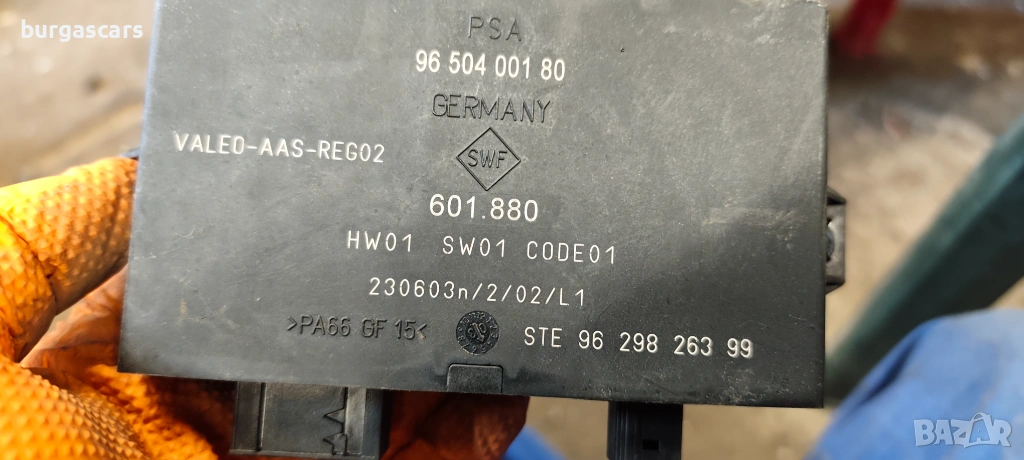 burgascars
PSA
96 504 001 80
GERMANY
VALEO-AAS-REG02
SWF
601.880
HW01 SW01 CODE01
230603n/2/02/L1
>PA66 GF 15<
STE 96 298 263 99
BAZAR